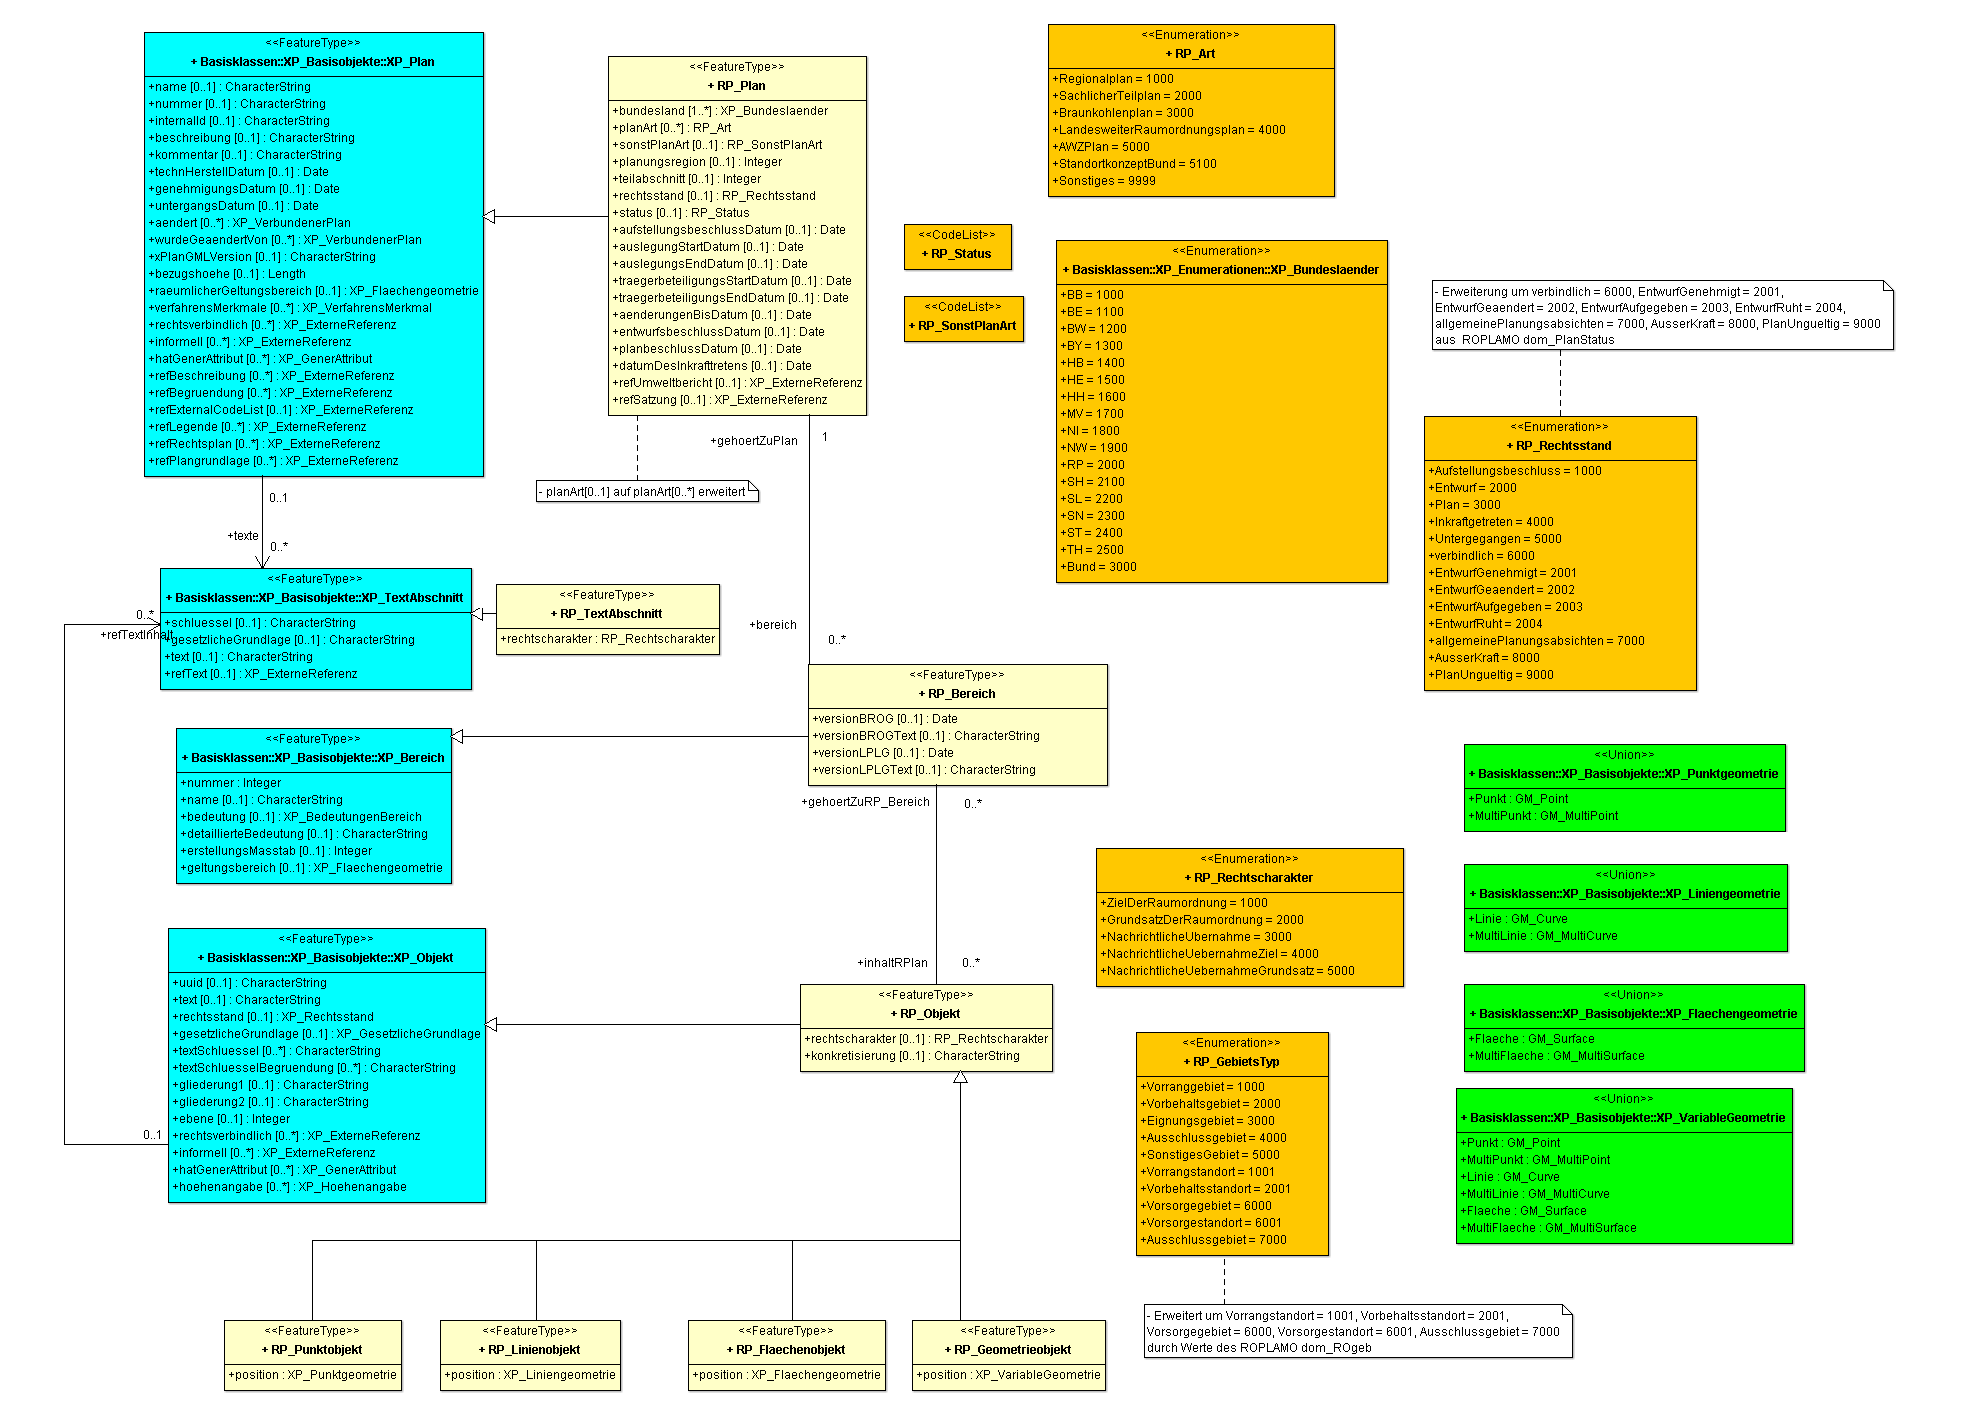 <<FeatureType>>
+ Basisklassen::XP_Basisobjekte::XP_Plan
+name [0..1] : CharacterString
+nummer [0..1] : CharacterString
+internalId [0..1] : CharacterString
+beschreibung [0..1] : CharacterString
+kommentar [0..1] : CharacterString
+technHerstellDatum [0..1] : Date
+genehmigungsDatum [0..1] : Date
+untergangsDatum [0..1] : Date
+aendert [0..*] : XP_VerbundenerPlan
+wurdeGeaendertVon [0..*] : XP_VerbundenerPlan
+xPlanGMLVersion [0..1] : CharacterString
+bezugshoehe [0..1] : Length
+raeumlicherGeltungsbereich [0..1] : XP_Flaechengeometrie
+verfahrensMerkmale [0..*] : XP_VerfahrensMerkmal
+rechtsverbindlich [0..*] : XP_ExterneReferenz
+informell [0..*] : XP_ExterneReferenz
+hatGenerAttribut [0..*] : XP_GenerAttribut
+refBeschreibung [0..*] : XP_ExterneReferenz
+refBegruendung [0..*] : XP_ExterneReferenz
+refExternalCodeList [0..1] : XP_ExterneReferenz
+refLegende [0..*] : XP_ExterneReferenz
+refRechtsplan [0..*] : XP_ExterneReferenz
+refPlangrundlage [0..*] : XP_ExterneReferenz
<<FeatureType>>
+ RP_Plan
+bundesland [1..*] : XP_Bundeslaender
+planArt [0..*] : RP_Art
+sonstPlanArt [0..1] : RP_SonstPlanArt
+planungsregion [0..1] : Integer
+teilabschnitt [0..1] : Integer
+rechtsstand [0..1] : RP_Rechtsstand
+status [0..1] : RP_Status
+aufstellungsbeschlussDatum [0..1] : Date
+auslegungStartDatum [0..1] : Date
+auslegungsEndDatum [0..1] : Date
+traegerbeteiligungsStartDatum [0..1] : Date
+traegerbeteiligungsEndDatum [0..1] : Date
+aenderungenBisDatum [0..1] : Date
+entwurfsbeschlussDatum [0..1] : Date
+planbeschlussDatum [0..1] : Date
+datumDesInkrafttretens [0..1] : Date
+refUmweltbericht [0..1] : XP_ExterneReferenz
+refSatzung [0..1] : XP_ExterneReferenz
<<Enumeration>>
+ RP_Art
+Regionalplan = 1000
+SachlicherTeilplan = 2000
+Braunkohlenplan = 3000
+LandesweiterRaumordnungsplan = 4000
+AWZPlan = 5000
+StandortkonzeptBund = 5100
+Sonstiges = 9999
<<CodeList>>
+ RP_Status
<<CodeList>>
+ RP_SonstPlanArt
<<Enumeration>>
+ Basisklassen::XP_Enumerationen::XP_Bundeslaender
+BB = 1000
+BE = 1100
+BW = 1200
+BY = 1300
+HB = 1400
+HE = 1500
+HH = 1600
+MV = 1700
+NI = 1800
+NW = 1900
+RP = 2000
+SH = 2100
+SL = 2200
+SN = 2300
+ST = 2400
+TH = 2500
+Bund = 3000
- Erweiterung um verbindlich = 6000, EntwurfGenehmigt = 2001,
EntwurfGeaendert = 2002, EntwurfAufgegeben = 2003, EntwurfRuht = 2004,
allgemeinePlanungsabsichten = 7000, AusserKraft = 8000, PlanUngueltig = 9000
aus ROPLAMO dom_PlanStatus
<<Enumeration>>
+ RP_Rechtsstand
+Aufstellungsbeschluss = 1000
+Entwurf = 2000
+Plan = 3000
+Inkraftgetreten = 4000
+Untergegangen = 5000
+verbindlich = 6000
+EntwurfGenehmigt = 2001
+EntwurfGeaendert = 2002
+EntwurfAufgegeben = 2003
+EntwurfRuht = 2004
+allgemeinePlanungsabsichten = 7000
+AusserKraft = 8000
+PlanUngueltig = 9000
+gehoertZuPlan
1
- planArt[0..1] auf planArt[0..*] erweitert
0..1
+texte
0..*
<<FeatureType>>
+ Basisklassen::XP_Basisobjekte::XP_TextAbschnitt
+schluessel [0..1] : CharacterString
+gesetzlicheGrundlage [0..1] : CharacterString
+text [0..1] : CharacterString
+refText [0..1] : XP_ExterneReferenz
0..*
+refTextInhalt
<<FeatureType>>
+ RP_TextAbschnitt
+rechtscharakter : RP_Rechtscharakter
+bereich
0..*
<<FeatureType>>
+ RP_Bereich
+versionBROG [0..1] : Date
+versionBROGText [0..1] : CharacterString
+versionLPLG [0..1] : Date
+versionLPLGText [0..1] : CharacterString
<<FeatureType>>
+ Basisklassen::XP_Basisobjekte::XP_Bereich
+nummer : Integer
+name [0..1] : CharacterString
+bedeutung [0..1] : XP_BedeutungenBereich
+detaillierteBedeutung [0..1] : CharacterString
+erstellungsMasstab [0..1] : Integer
+geltungsbereich [0..1] : XP_Flaechengeometrie
+gehoertZuRP_Bereich
0..*
+inhaltRPlan
0..*
<<Union>>
+ Basisklassen::XP_Basisobjekte::XP_Punktgeometrie
+Punkt : GM_Point
+MultiPunkt : GM_MultiPoint
<<Enumeration>>
+ RP_Rechtscharakter
+ZielDerRaumordnung = 1000
+GrundsatzDerRaumordnung = 2000
+NachrichtlicheUbernahme = 3000
+NachrichtlicheUebernahmeZiel = 4000
+NachrichtlicheUebernahmeGrundsatz = 5000
<<Union>>
+ Basisklassen::XP_Basisobjekte::XP_Liniengeometrie
+Linie : GM_Curve
+MultiLinie : GM_MultiCurve
<<FeatureType>>
+ Basisklassen::XP_Basisobjekte::XP_Objekt
+uuid [0..1] : CharacterString
+text [0..1] : CharacterString
+rechtsstand [0..1] : XP_Rechtsstand
+gesetzlicheGrundlage [0..1] : XP_GesetzlicheGrundlage
+textSchluessel [0..*] : CharacterString
+textSchluesselBegruendung [0..*] : CharacterString
+gliederung1 [0..1] : CharacterString
+gliederung2 [0..1] : CharacterString
+ebene [0..1] : Integer
+rechtsverbindlich [0..*] : XP_ExterneReferenz
+informell [0..*] : XP_ExterneReferenz
+hatGenerAttribut [0..*] : XP_GenerAttribut
+hoehenangabe [0..*] : XP_Hoehenangabe
0..1
<<FeatureType>>
+ RP_Objekt
+rechtscharakter [0..1] : RP_Rechtscharakter
+konkretisierung [0..1] : CharacterString
<<Union>>
+ Basisklassen::XP_Basisobjekte::XP_Flaechengeometrie
+Flaeche : GM_Surface
+MultiFlaeche : GM_MultiSurface
<<Enumeration>>
+ RP_GebietsTyp
+Vorranggebiet = 1000
+Vorbehaltsgebiet = 2000
+Eignungsgebiet = 3000
+Ausschlussgebiet = 4000
+SonstigesGebiet = 5000
+Vorrangstandort = 1001
+Vorbehaltsstandort = 2001
+Vorsorgegebiet = 6000
+Vorsorgestandort = 6001
+Ausschlussgebiet = 7000
<<Union>>
+ Basisklassen::XP_Basisobjekte::XP_VariableGeometrie
+Punkt : GM_Point
+MultiPunkt : GM_MultiPoint
+Linie : GM_Curve
+MultiLinie : GM_MultiCurve
+Flaeche : GM_Surface
+MultiFlaeche : GM_MultiSurface
- Erweitert um Vorrangstandort = 1001, Vorbehaltsstandort = 2001,
Vorsorgegebiet = 6000, Vorsorgestandort = 6001, Ausschlussgebiet = 7000
durch Werte des ROPLAMO dom_ROgeb
<<FeatureType>>
+ RP_Punktobjekt
+position : XP_Punktgeometrie
<<FeatureType>>
+ RP_Linienobjekt
+position : XP_Liniengeometrie
<<FeatureType>>
+ RP_Flaechenobjekt
+position : XP_Flaechengeometrie
<<FeatureType>>
+ RP_Geometrieobjekt
+position : XP_VariableGeometrie